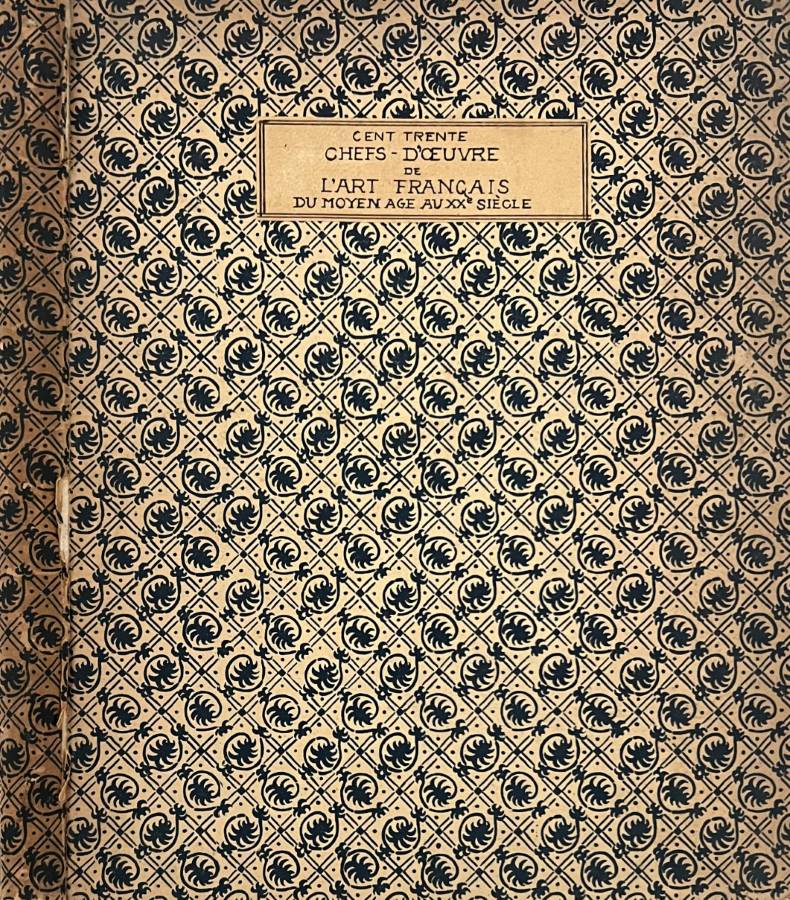 CENT TRENTE
CHEFS-D'ŒUVRE
DE
L'ART FRANÇAIS
DU MOYEN AGE AU XXe SIÈCLE